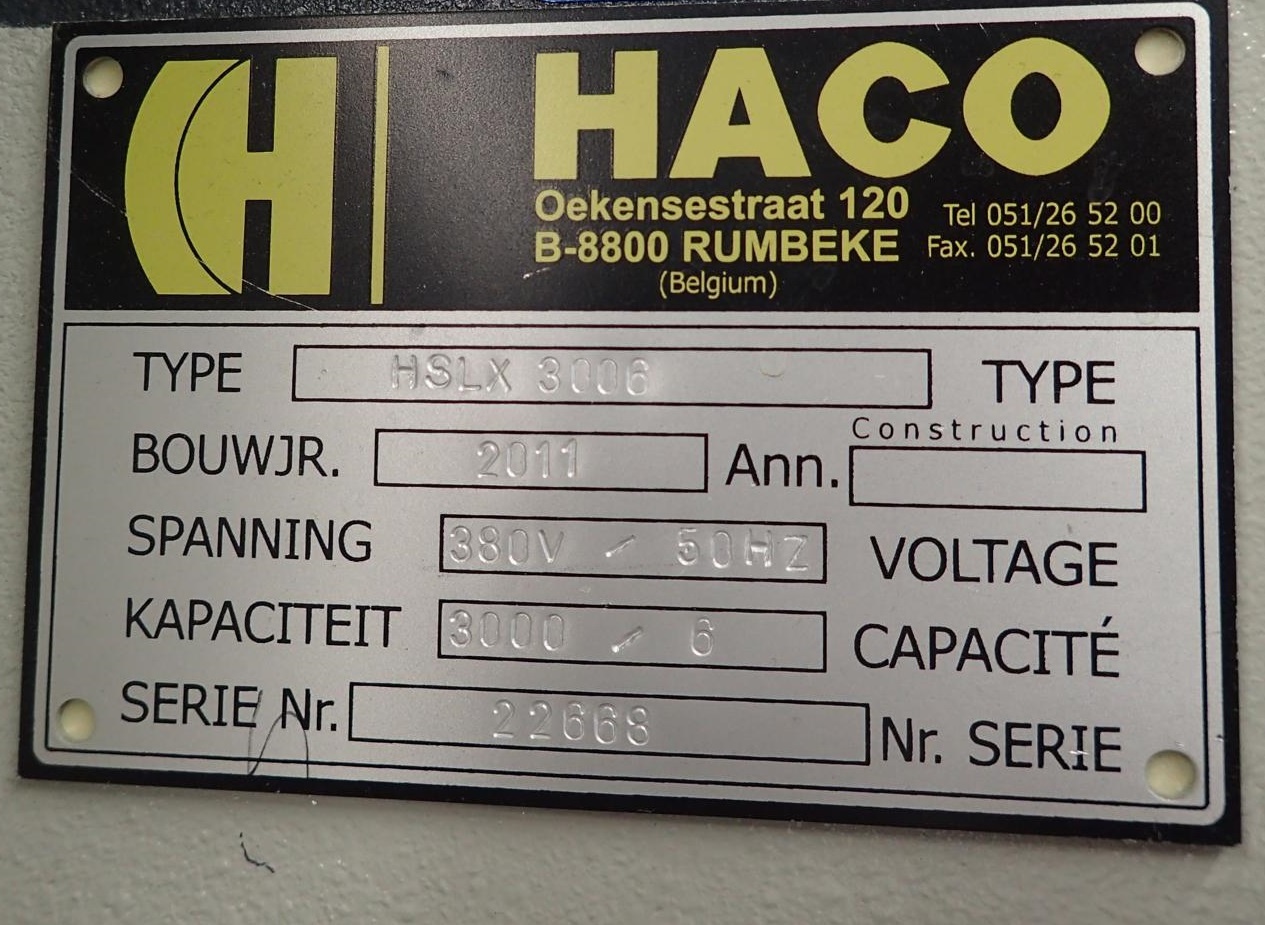 HACO
Oekensestraat 120
B-8800 RUMBEKE
(Belgium)
Tel 051/26 52 00
Fax. 051/26 52 01
TYPE HSLX 3006 TYPE
BOUWJR. 2011 Ann. Construction
SPANNING 380V / 50HZ VOLTAGE
KAPACITEIT 3000 / 6 CAPACITÉ
SERIE Nr. 22668 Nr. SERIE